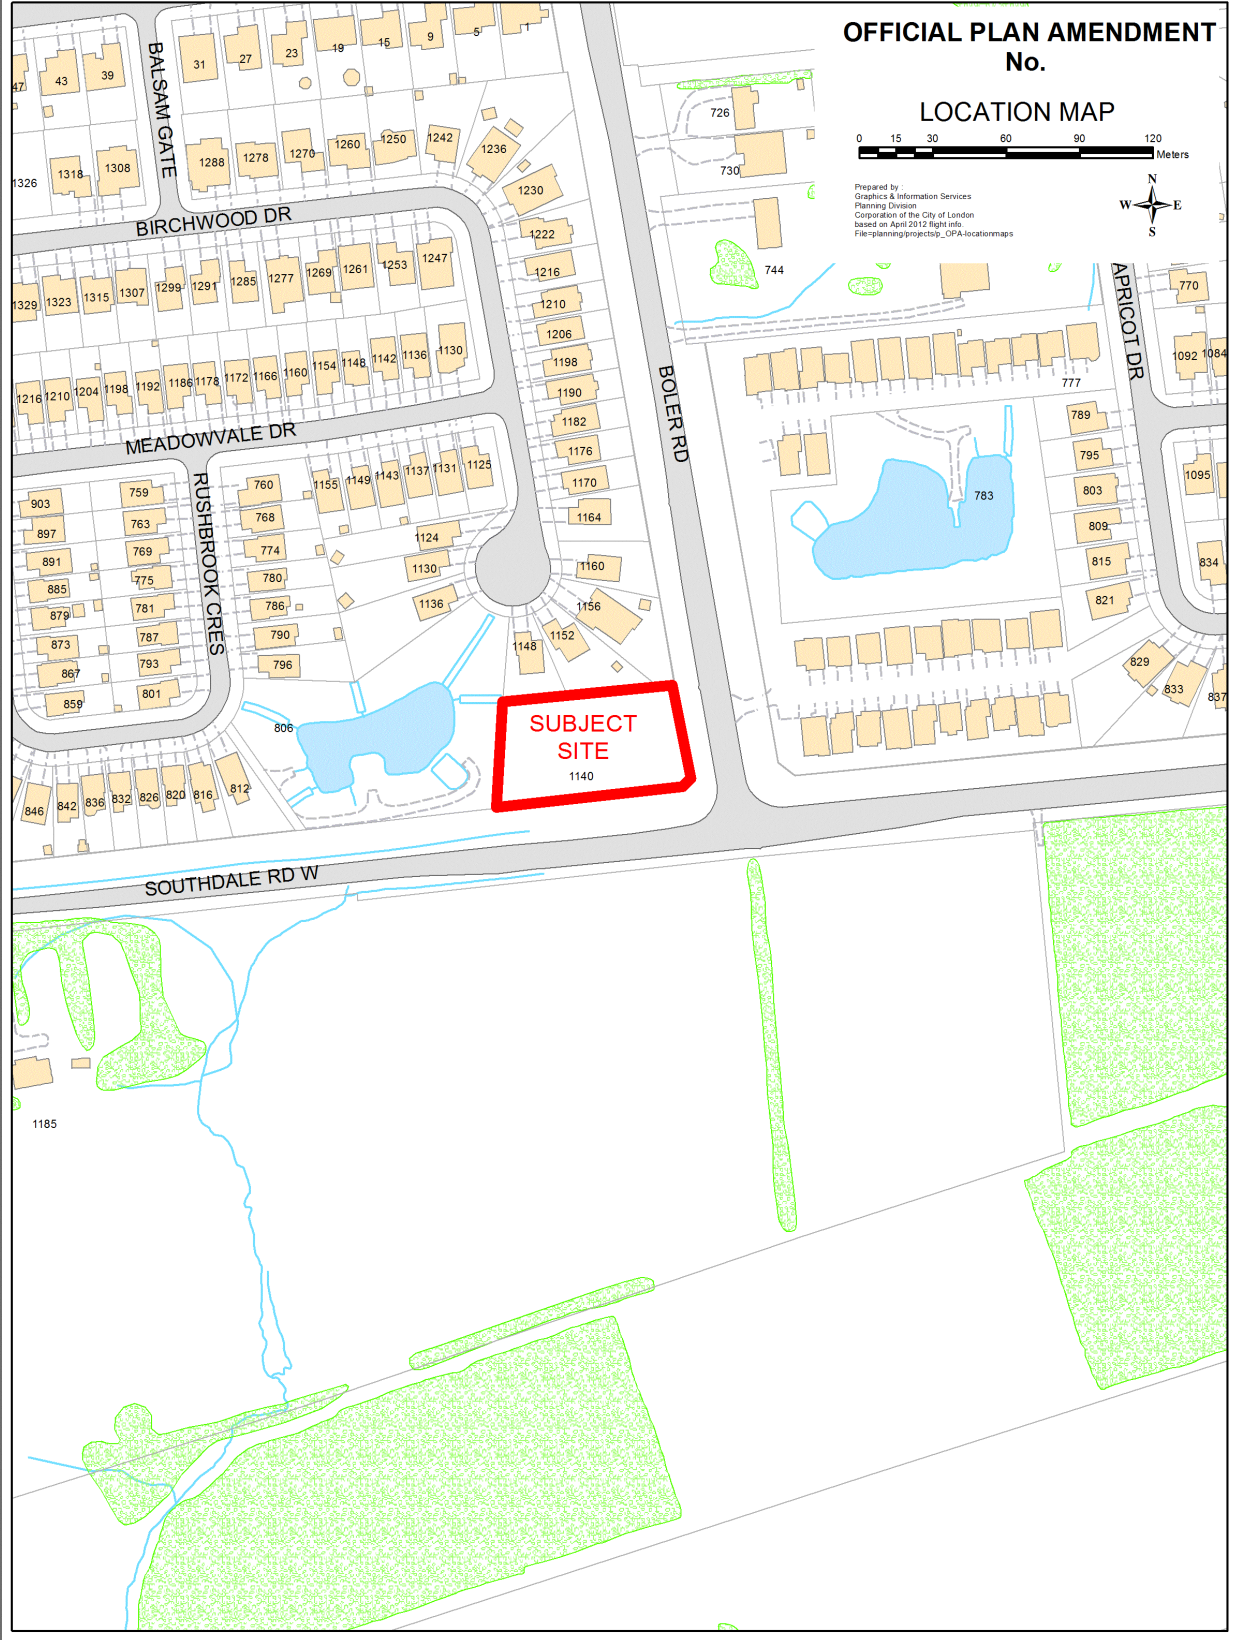 OFFICIAL PLAN AMENDMENT
No.
LOCATION MAP
0 15 30 60 90 120
Meters
Prepared by :
Graphics & Information Services
Planning Division
Corporation of the City of London
based on April 2012 flight info.
File=planning/projects/p_OPA-locationmaps
N
W E
S
47 43 39
31 27 23 19 15 9 5 1
BALSAM GATE
1326 1318 1308
1288 1278 1270 1260 1250 1242 1236
1230
1222
1216
1210
1206
1198
1190
1182
1176
1170
1164
1160
1156
1152
1148
BIRCHWOOD DR
1329 1323 1315 1307 1299 1291 1285 1277 1269 1261 1253 1247
1216 1210 1204 1198 1192 1186 1178 1172 1166 1160 1154 1148 1142 1136 1130
MEADOWVALE DR
RUSHBROOK CRES
903
897
891
885
879
873
867
859
759
763
769
775
781
787
793
801
760
768
774
780
786
790
796
1155 1149 1143 1137 1131 1125
1124
1130
1136
806
846 842 836 832 826 820 816 812
SUBJECT
SITE
1140
BOLER RD
726
730
744
777
783
APRICOT DR
770
1092 1084
789
795
803
809
815
821
1095
834
829
833
837
SOUTHDALE RD W
1185